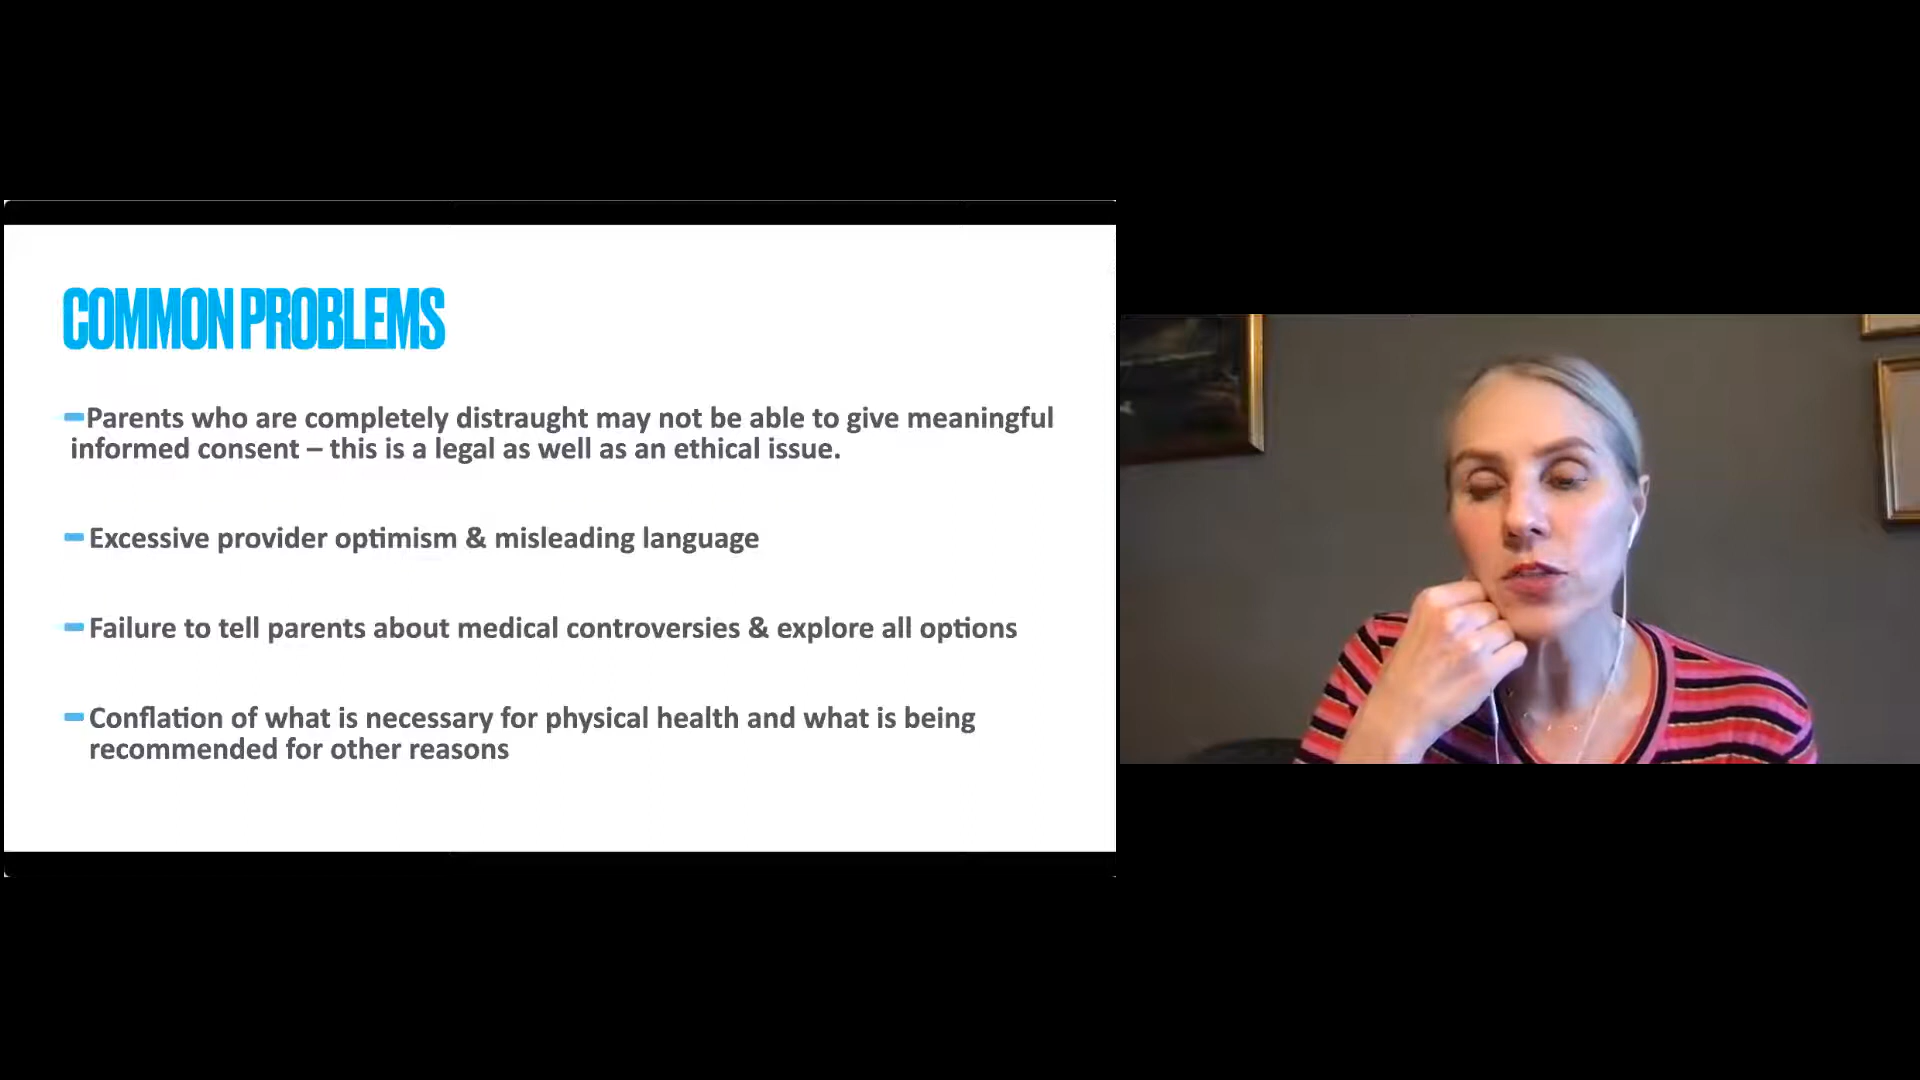 COMMON PROBLEMS
Parents who are completely distraught may not be able to give meaningful
informed consent – this is a legal as well as an ethical issue.
Excessive provider optimism & misleading language
Failure to tell parents about medical controversies & explore all options
Conflation of what is necessary for physical health and what is being
recommended for other reasons